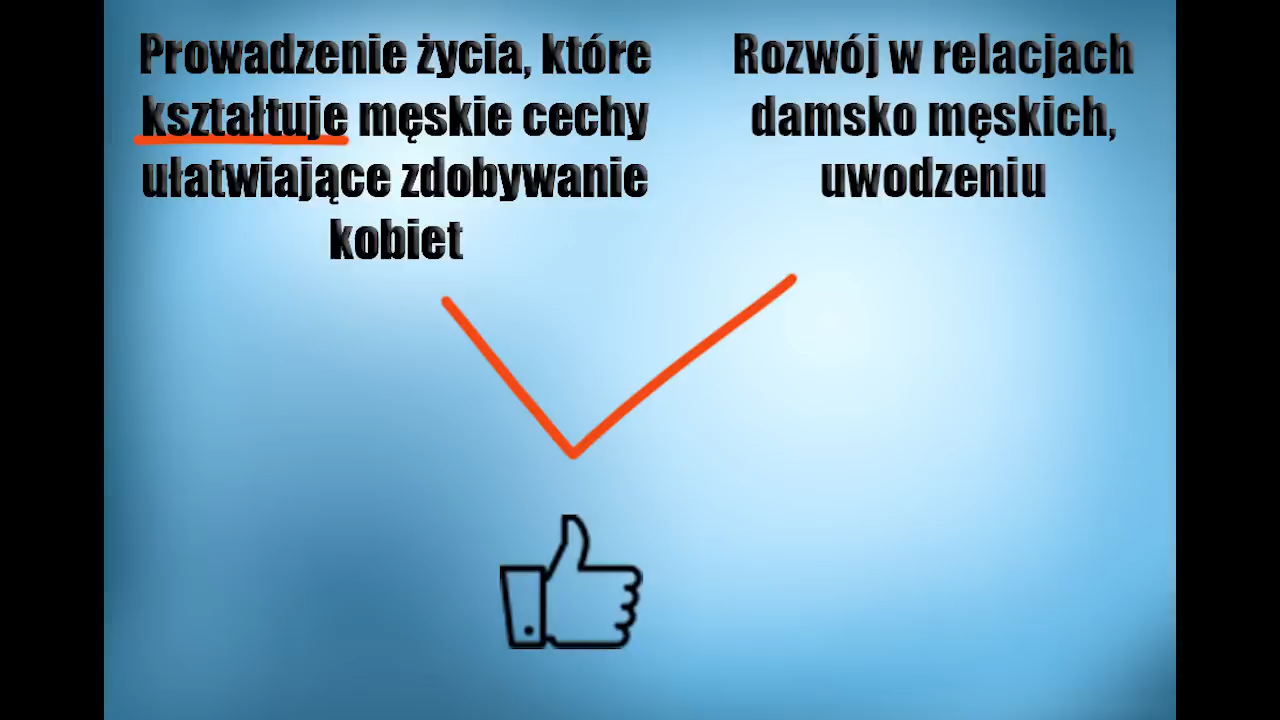 Prowadzenie życia, które
kształtuje męskie cechy
ułatwiające zdobywanie
kobiet
Rozwój w relacjach
damsko męskich,
uwodzeniu